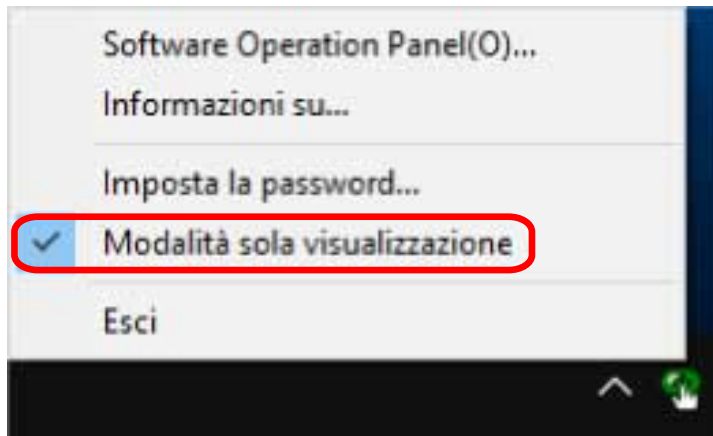 Software Operation Panel(O)...
Informazioni su...
Imposta la password...
Modalità sola visualizzazione
Esci